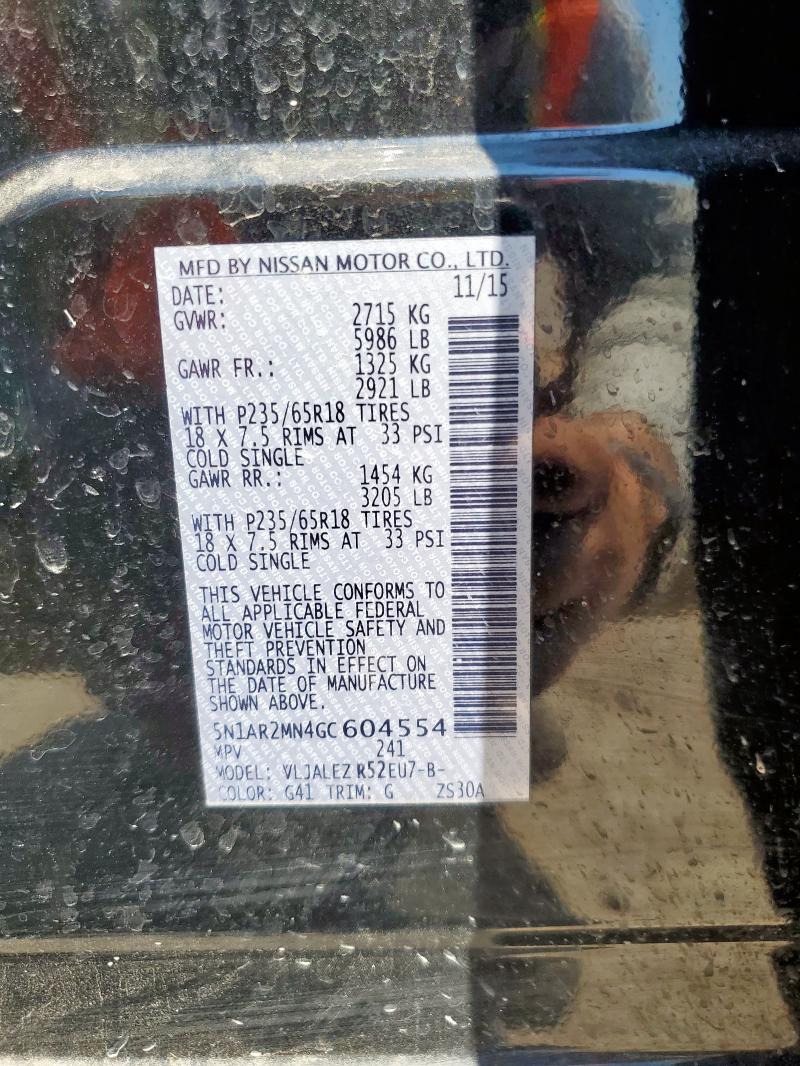 MFD BY NISSAN MOTOR CO., LTD.
DATE: 11/15
GVWR: 2715 KG
5986 LB
GAWR FR.: 1325 KG
2921 LB
WITH P235/65R18 TIRES
18 X 7.5 RIMS AT 33 PSI
COLD SINGLE
GAWR RR.: 1454 KG
3205 LB
WITH P235/65R18 TIRES
18 X 7.5 RIMS AT 33 PSI
COLD SINGLE
THIS VEHICLE CONFORMS TO
ALL APPLICABLE FEDERAL
MOTOR VEHICLE SAFETY AND
THEFT PREVENTION
STANDARDS IN EFFECT ON
THE DATE OF MANUFACTURE
SHOWN ABOVE.
5N1AR2MN4GC604554
MPV 241
MODEL: VLJALEZ R52EU7-B-
COLOR: G41 TRIM: G ZS30A